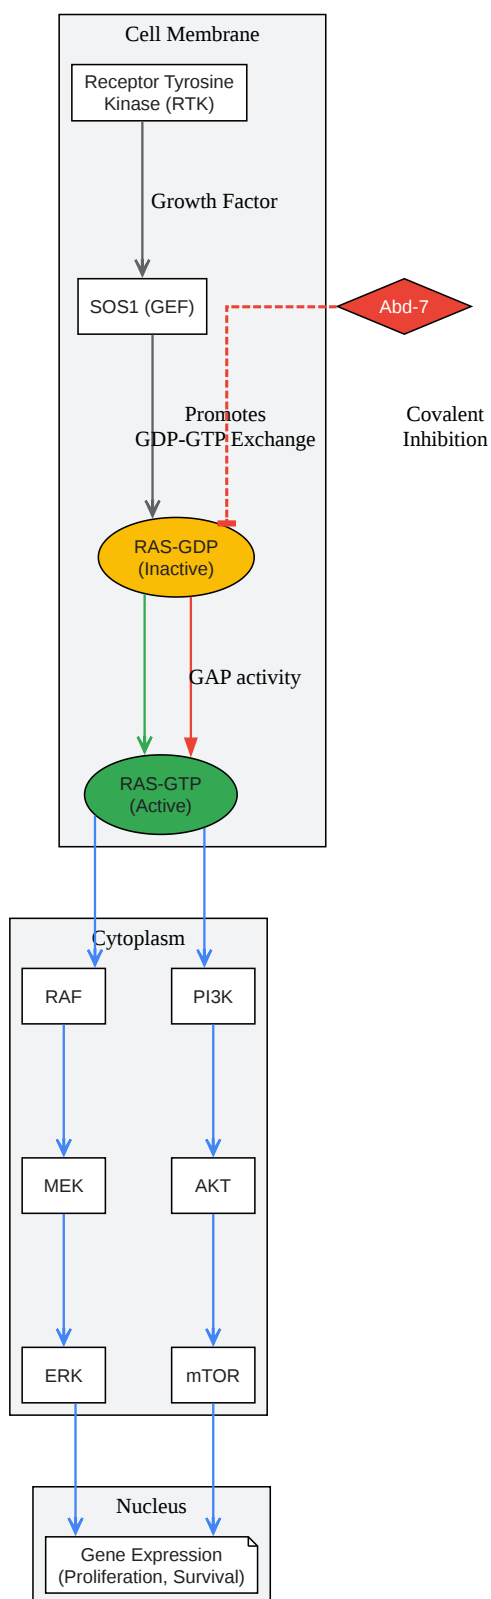 Cell Membrane
Receptor Tyrosine
Kinase (RTK)
Growth Factor
SOS1 (GEF)
Abd-7
Promotes
GDP-GTP Exchange
Covalent
Inhibition
RAS-GDP
(Inactive)
GAP activity
RAS-GTP
(Active)
Cytoplasm
RAF
PI3K
MEK
AKT
ERK
mTOR
Nucleus
Gene Expression
(Proliferation, Survival)